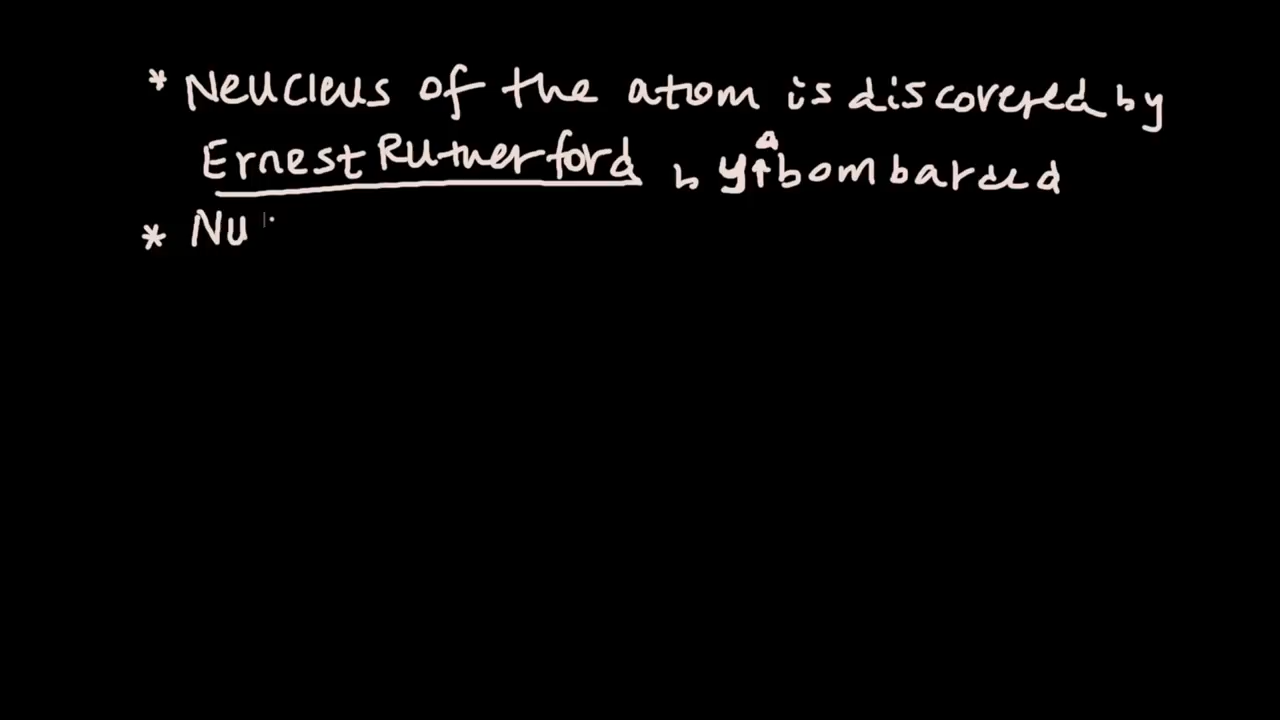 * Neucleus of the atom is discovered by
Ernest Rutherford by ↑ bombarded
* Nu